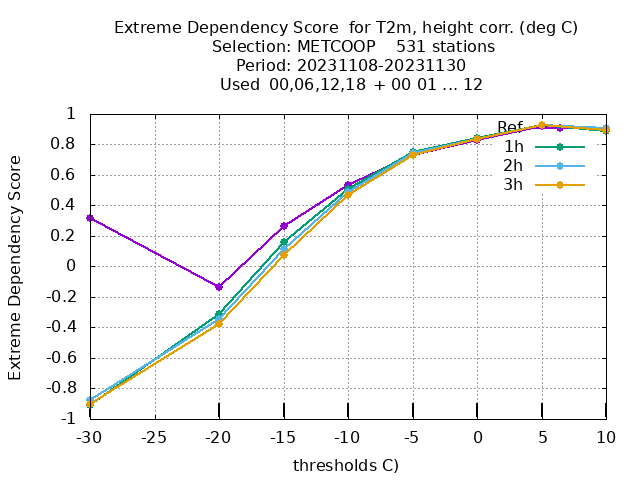 Extreme Dependency Score  for T2m, height corr. (deg C)
Selection: METCOOP    531 stations
Period: 20231108-20231130
Used  00,06,12,18  + 00 01 ... 12
Extreme Dependency Score
1
0.8
0.6
0.4
0.2
0
-0.2
-0.4
-0.6
-0.8
-1
Ref
1h
2h
3h
-30 -25 -20 -15 -10 -5 0 5 10
thresholds C)